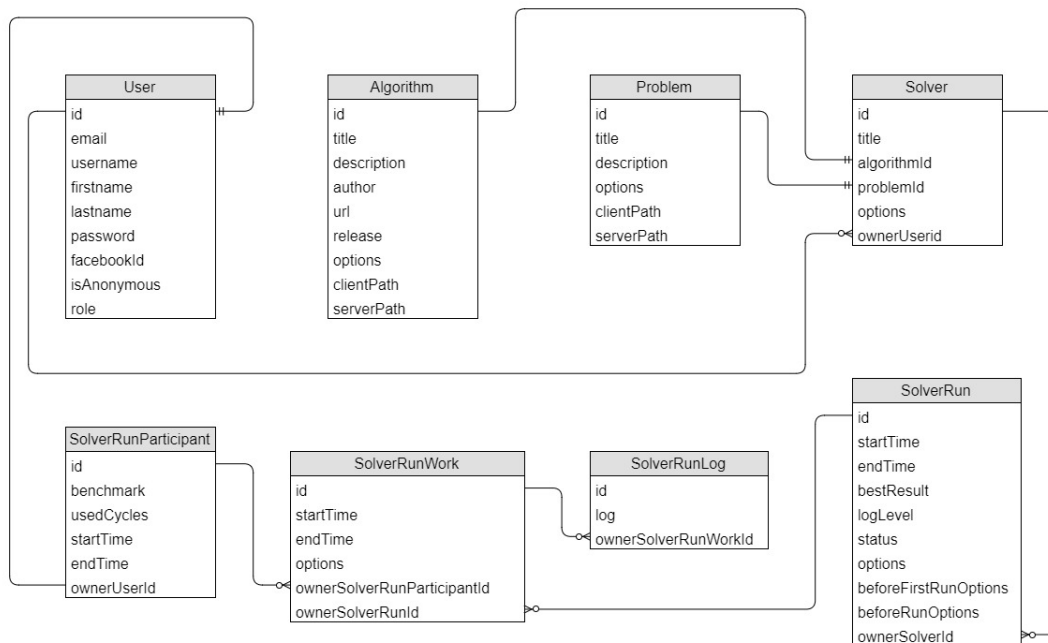 User
id
email
username
firstname
lastname
password
facebookId
isAnonymous
role
Algorithm
id
title
description
author
url
release
options
clientPath
serverPath
Problem
id
title
description
options
clientPath
serverPath
Solver
id
title
algorithmId
problemId
options
ownerUserid
SolverRunParticipant
id
benchmark
usedCycles
startTime
endTime
ownerUserId
SolverRunWork
id
startTime
endTime
options
ownerSolverRunParticipantId
ownerSolverRunId
SolverRunLog
id
log
ownerSolverRunWorkId
SolverRun
id
startTime
endTime
bestResult
logLevel
status
options
beforeFirstRunOptions
beforeRunOptions
ownerSolverId